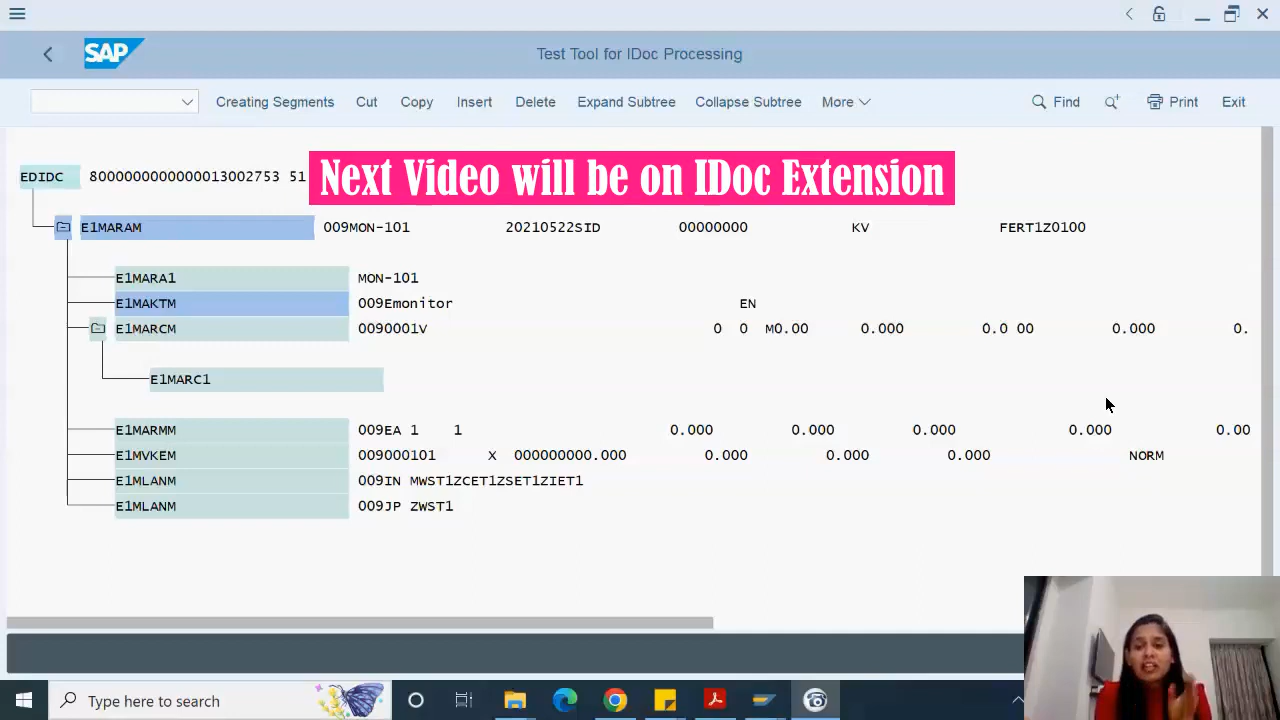 SAP
Test Tool for IDoc Processing
Creating Segments Cut Copy Insert Delete Expand Subtree Collapse Subtree More Find Print Exit
EDIDC 8000000000000013002753 51
Next Video will be on IDoc Extension
E1MARAM 009MON-101 20210522SID 00000000 KV FERT1Z0100
E1MARA1 MON-101
E1MAKTM 009Emonitor EN
E1MARCM 0090001V 0 0 M0.00 0.000 0.0 00 0.000 0.
E1MARC1
E1MARMM 009EA 1 1 0.000 0.000 0.000 0.000 0.00
E1MVKEM 009000101 X 000000000.000 0.000 0.000 0.000 NORM
E1MLANM 009IN MWST1ZCET1ZSET1ZIET1
E1MLANM 009JP ZWST1
Type here to search